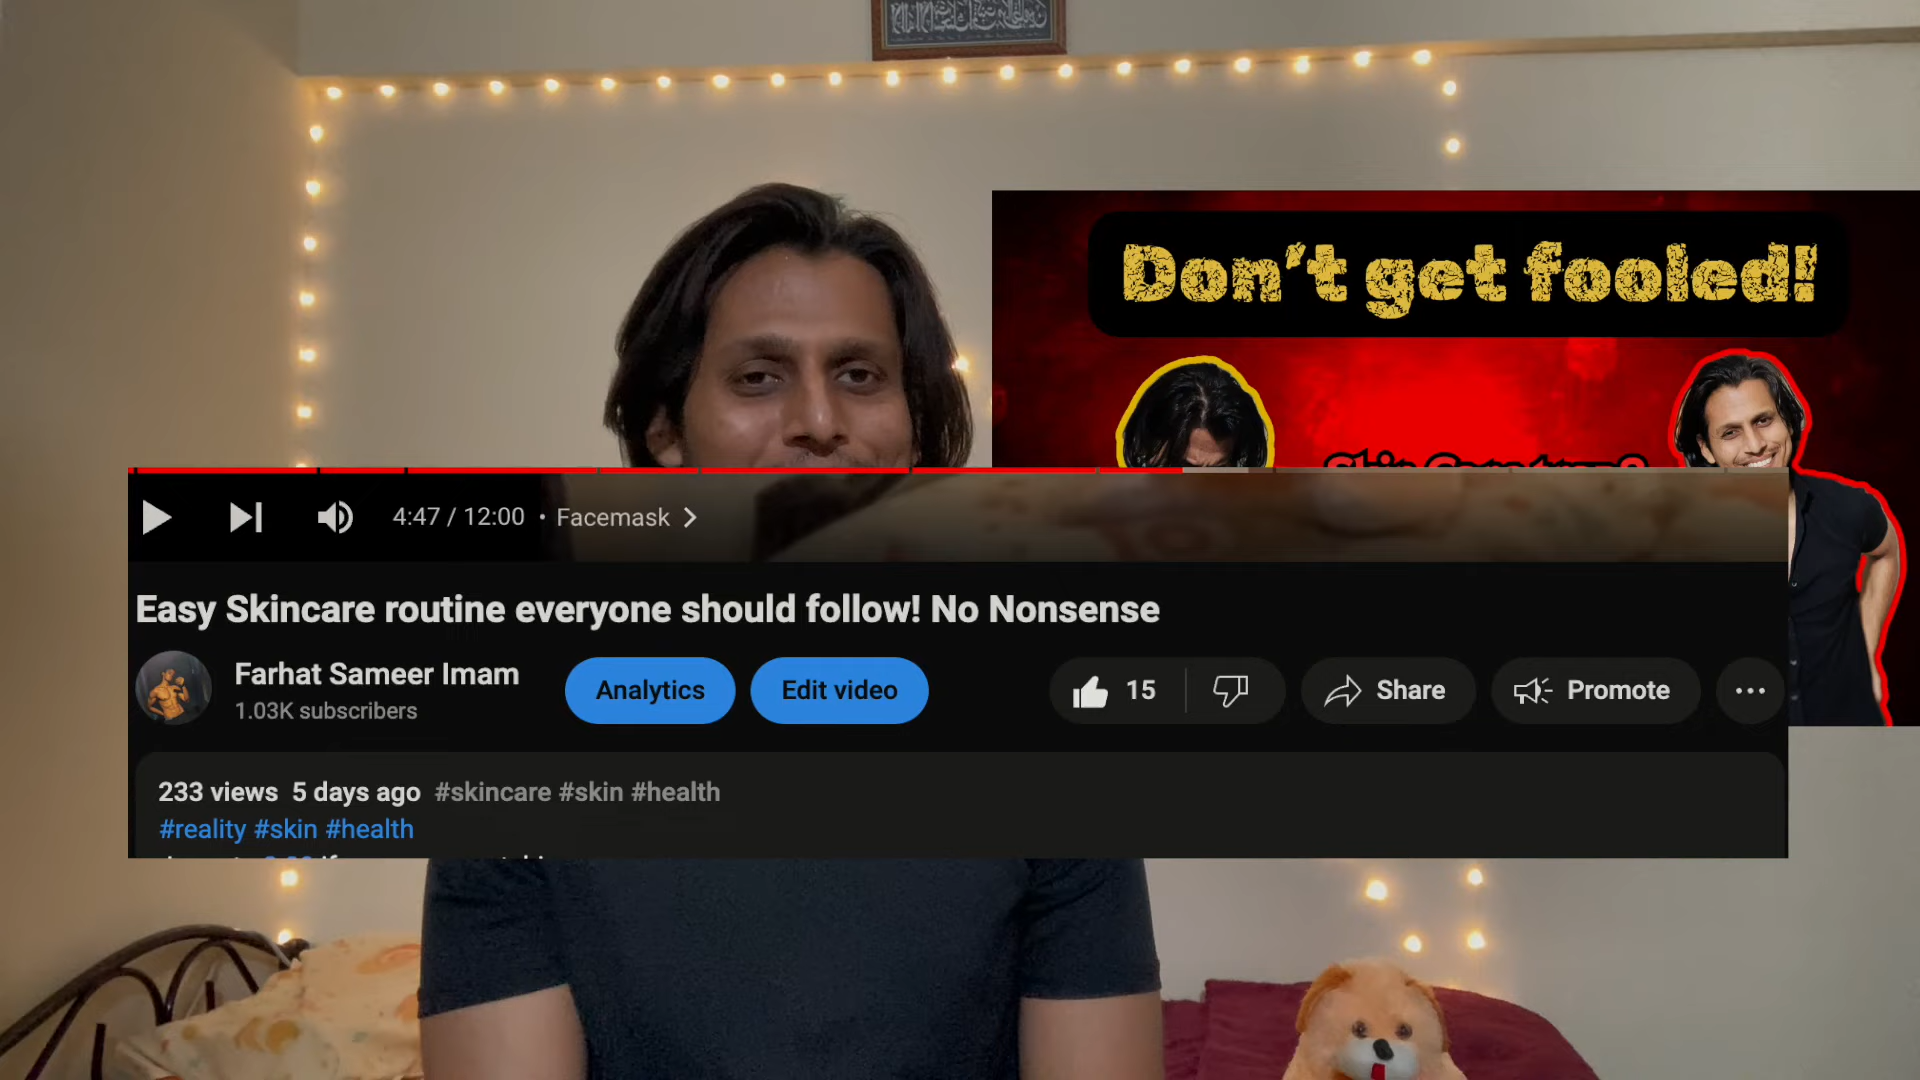 Don't get fooled!
4:47 / 12:00 • Facemask
Easy Skincare routine everyone should follow! No Nonsense
Farhat Sameer Imam
1.03K subscribers
Analytics
Edit video
15
Share
Promote
233 views 5 days ago #skincare #skin #health
#reality #skin #health